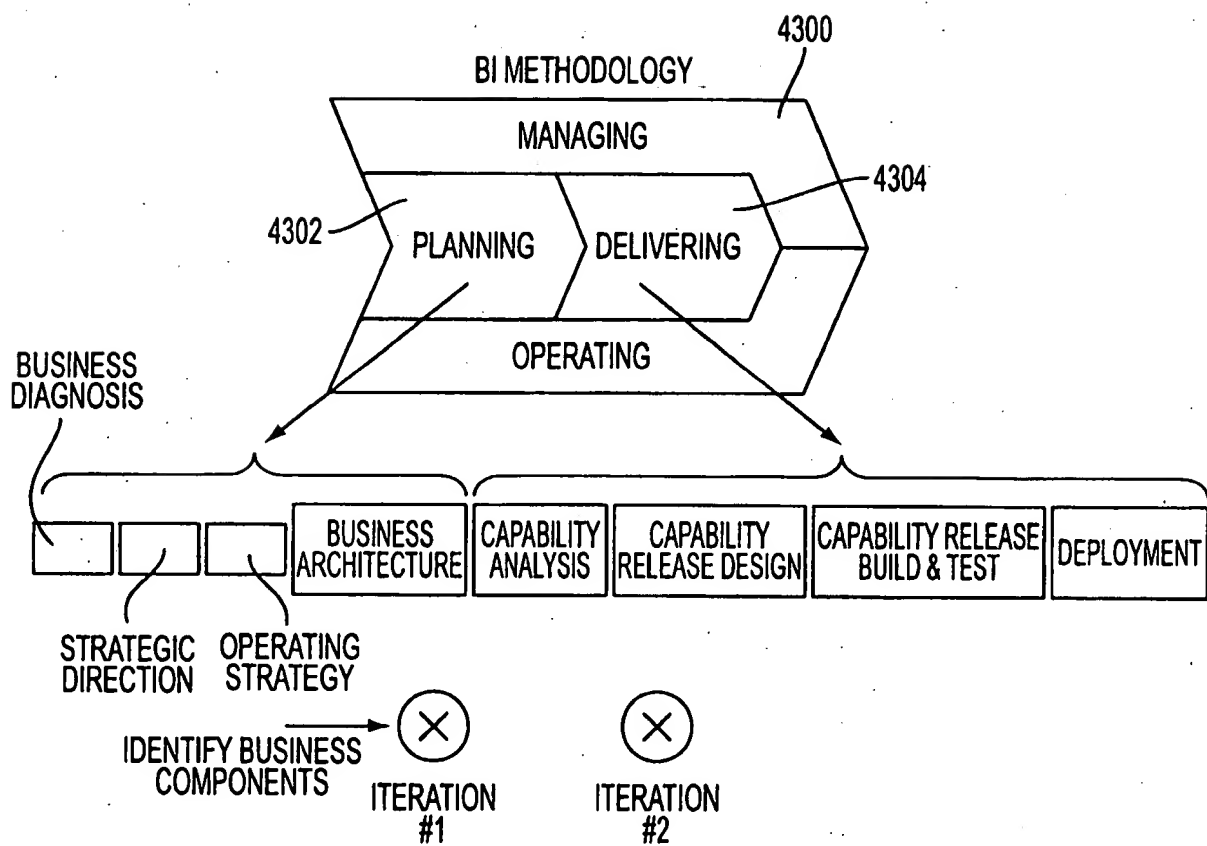 4300
BI METHODOLOGY
MANAGING
4304
4302
PLANNING
DELIVERING
OPERATING
BUSINESS
DIAGNOSIS
BUSINESS
ARCHITECTURE
CAPABILITY
ANALYSIS
CAPABILITY
RELEASE DESIGN
CAPABILITY RELEASE
BUILD & TEST
DEPLOYMENT
STRATEGIC
DIRECTION
OPERATING
STRATEGY
IDENTIFY BUSINESS
COMPONENTS
ITERATION
#1
ITERATION
#2